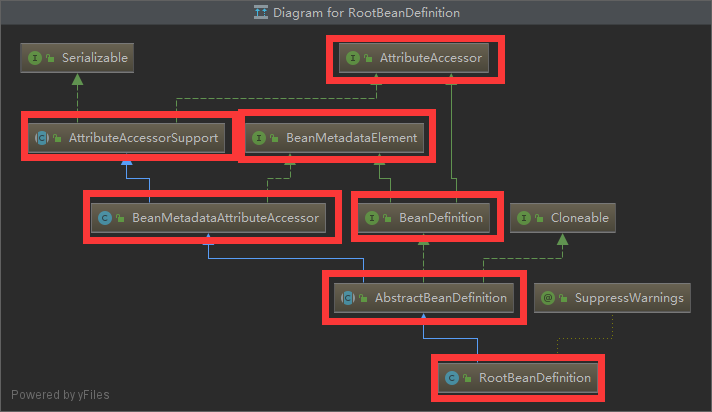 Diagram for RootBeanDefinition
I Serializable
I AttributeAccessor
C AttributeAccessorSupport
I BeanMetadataElement
C BeanMetadataAttributeAccessor
I BeanDefinition
I Cloneable
C AbstractBeanDefinition
@ SuppressWarnings
C RootBeanDefinition
Powered by yFiles